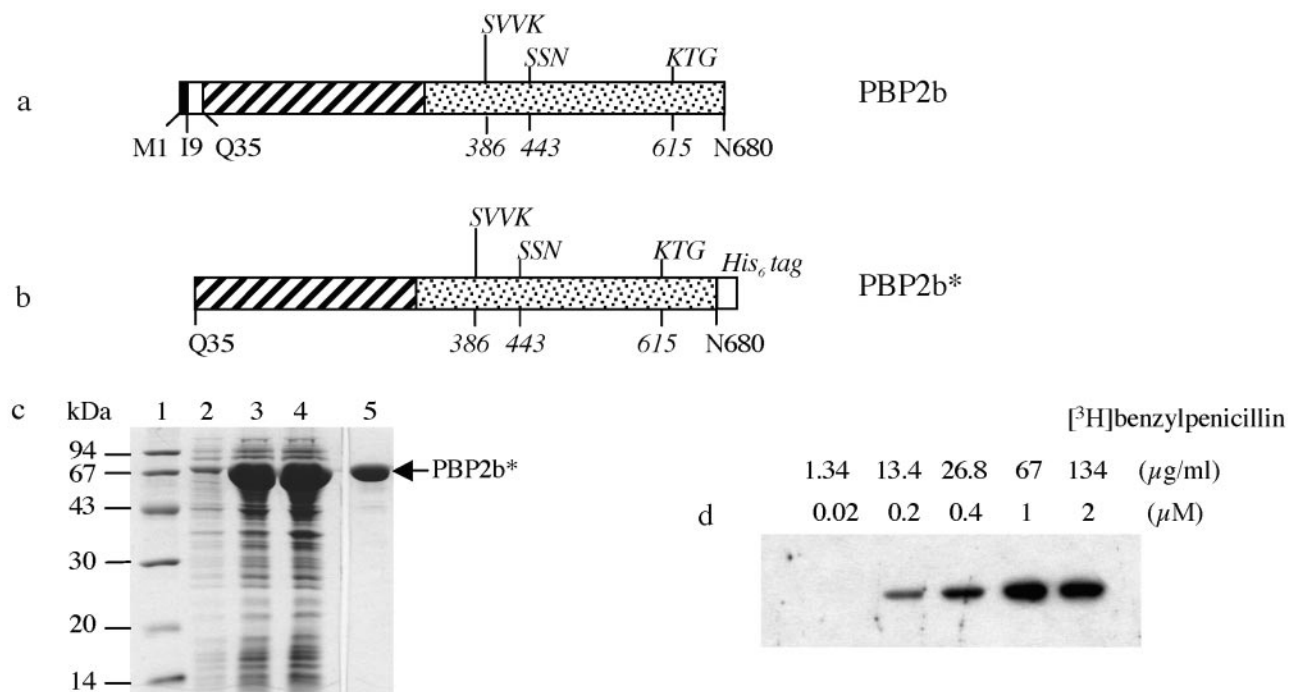 SVVK
SSN KTG
a PBP2b
M1 I9 Q35 386 443 615 N680
SVVK
SSN KTG His₆ tag
b PBP2b*
Q35 386 443 615 N680
c kDa 1 2 3 4 5
[³H]benzylpenicillin
94
67 PBP2b*
43
30
20
14
1.34 13.4 26.8 67 134 (µg/ml)
d 0.02 0.2 0.4 1 2 (µM)